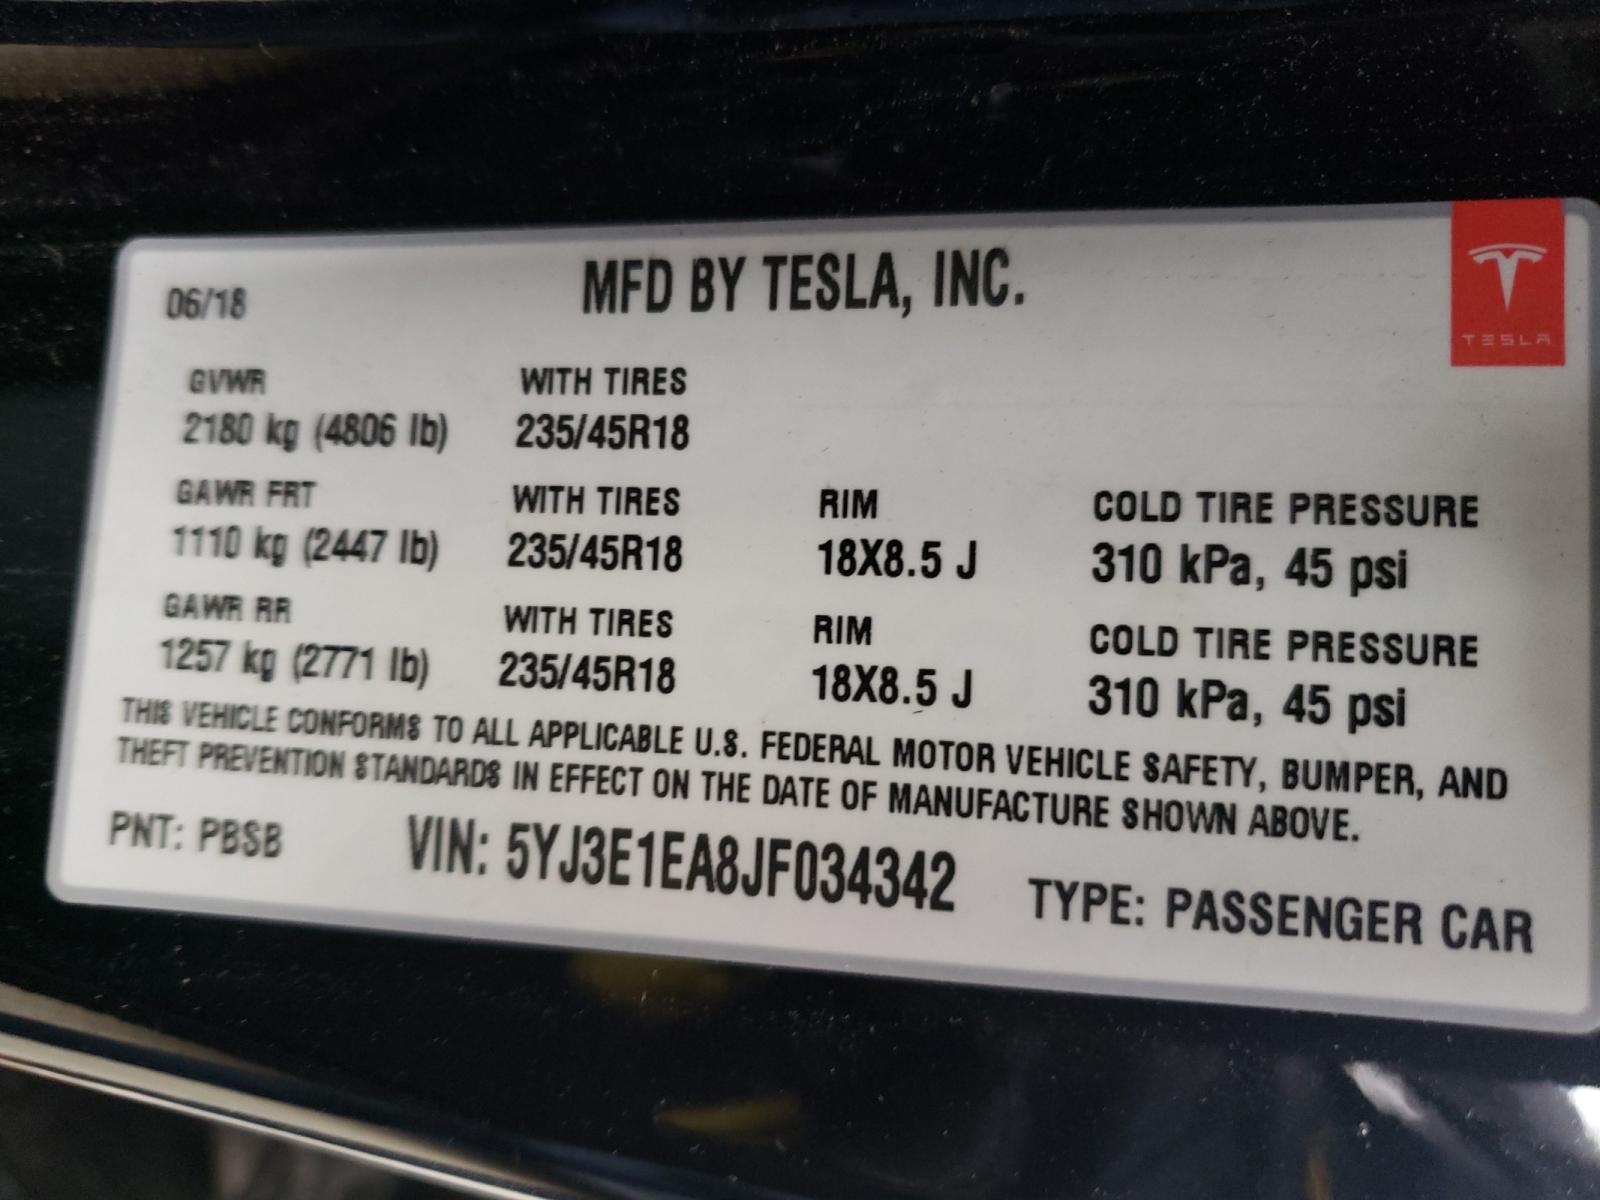 06/18 MFD BY TESLA, INC.
TESLA
GVWR WITH TIRES
2180 kg (4806 lb) 235/45R18
GAWR FRT WITH TIRES RIM COLD TIRE PRESSURE
1110 kg (2447 lb) 235/45R18 18X8.5 J 310 kPa, 45 psi
GAWR RR WITH TIRES RIM COLD TIRE PRESSURE
1257 kg (2771 lb) 235/45R18 18X8.5 J 310 kPa, 45 psi
THIS VEHICLE CONFORMS TO ALL APPLICABLE U.S. FEDERAL MOTOR VEHICLE SAFETY, BUMPER, AND
THEFT PREVENTION STANDARDS IN EFFECT ON THE DATE OF MANUFACTURE SHOWN ABOVE.
PNT: PBSB VIN: 5YJ3E1EA8JF034342 TYPE: PASSENGER CAR